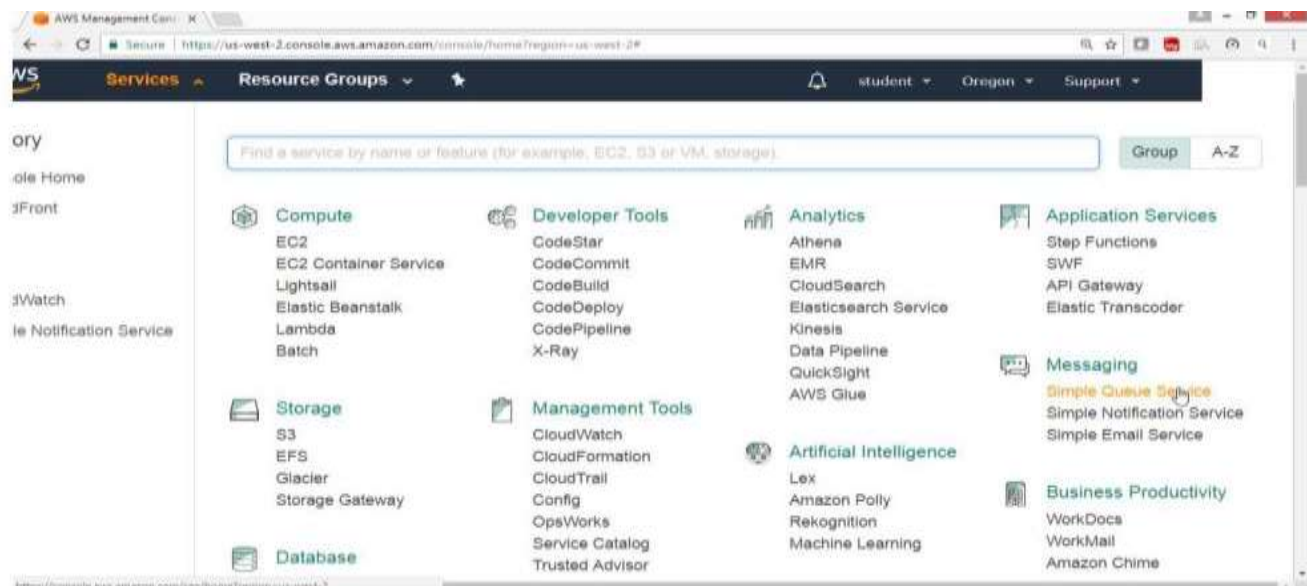 AWS Management Con
Secure https://us-west-2.console.aws.amazon.com/console/home?region=us-west-2#
Services Resource Groups student Oregon Support
ory
ole Home
dFront
dWatch
le Notification Service
Find a service by name or feature (for example, EC2, S3 or VM, storage).
Group A-Z
Compute
EC2
EC2 Container Service
Lightsail
Elastic Beanstalk
Lambda
Batch
Storage
S3
EFS
Glacier
Storage Gateway
Database
Developer Tools
CodeStar
CodeCommit
CodeBuild
CodeDeploy
CodePipeline
X-Ray
Management Tools
CloudWatch
CloudFormation
CloudTrail
Config
OpsWorks
Service Catalog
Trusted Advisor
Analytics
Athena
EMR
CloudSearch
Elasticsearch Service
Kinesis
Data Pipeline
QuickSight
AWS Glue
Artificial Intelligence
Lex
Amazon Polly
Rekognition
Machine Learning
Application Services
Step Functions
SWF
API Gateway
Elastic Transcoder
Messaging
Simple Queue Service
Simple Notification Service
Simple Email Service
Business Productivity
WorkDocs
WorkMail
Amazon Chime